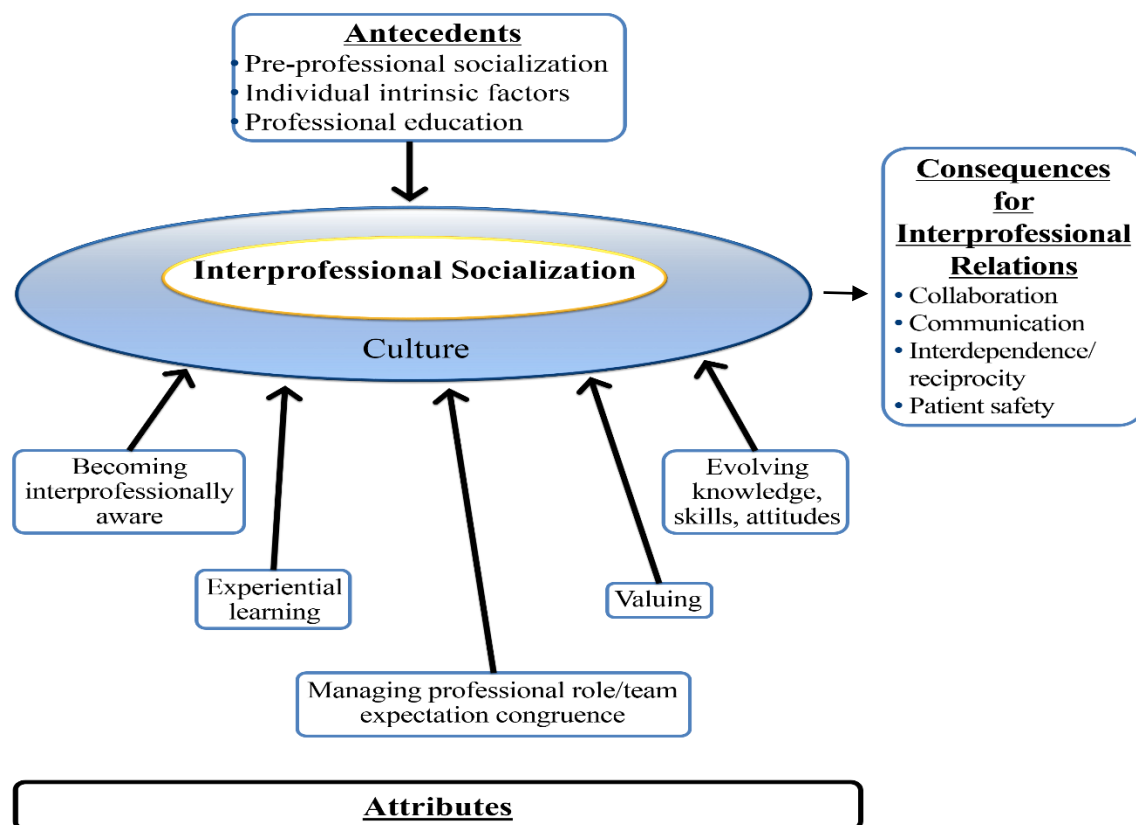 Antecedents
• Pre-professional socialization
• Individual intrinsic factors
• Professional education
Consequences
for
Interprofessional
Relations
• Collaboration
• Communication
• Interdependence/
reciprocity
• Patient safety
Interprofessional Socialization
Culture
Becoming
interprofessionally
aware
Experiential
learning
Managing professional role/team
expectation congruence
Valuing
Evolving
knowledge,
skills, attitudes
Attributes